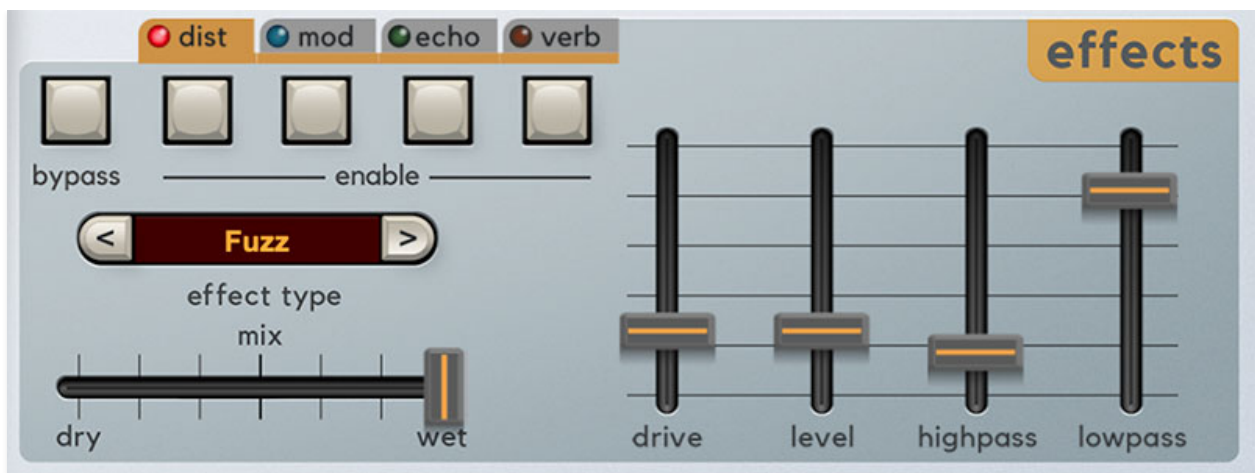 dist mod echo verb
effects
bypass enable
< Fuzz >
effect type
mix
dry wet
drive level highpass lowpass